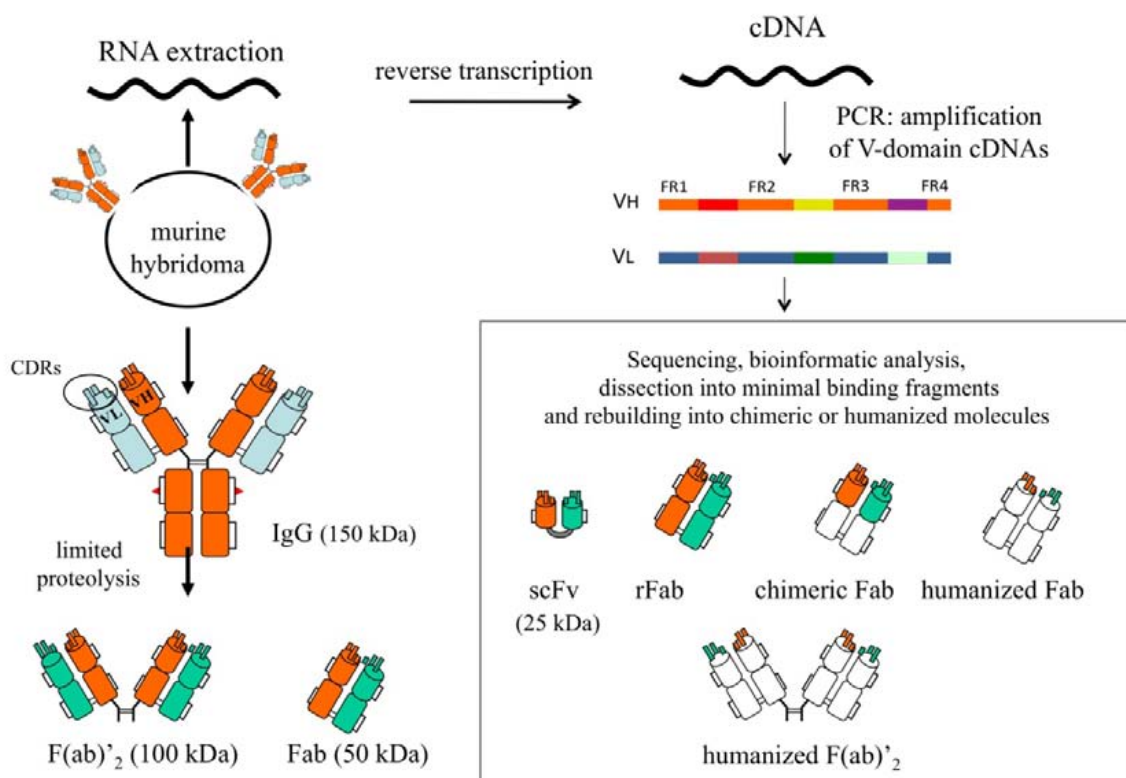 RNA extraction
reverse transcription
cDNA
PCR: amplification
of V-domain cDNAs
FR1 FR2 FR3 FR4
VH
VL
murine
hybridoma
CDRs
VL VH
IgG (150 kDa)
limited
proteolysis
F(ab)’₂ (100 kDa)
Fab (50 kDa)
Sequencing, bioinformatic analysis,
dissection into minimal binding fragments
and rebuilding into chimeric or humanized molecules
scFv
(25 kDa)
rFab
chimeric Fab
humanized Fab
humanized F(ab)’₂